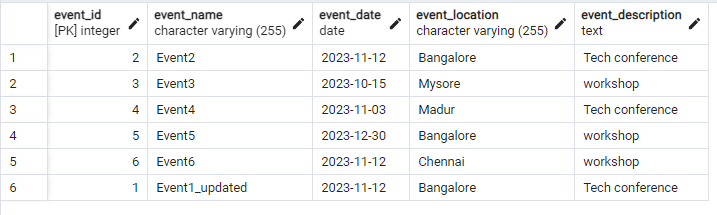 event_id event_name event_date event_location event_description
[PK] integer character varying (255) date character varying (255) text
1 2 Event2 2023-11-12 Bangalore Tech conference
2 3 Event3 2023-10-15 Mysore workshop
3 4 Event4 2023-11-03 Madur Tech conference
4 5 Event5 2023-12-30 Bangalore workshop
5 6 Event6 2023-11-12 Chennai workshop
6 1 Event1_updated 2023-11-12 Bangalore Tech conference